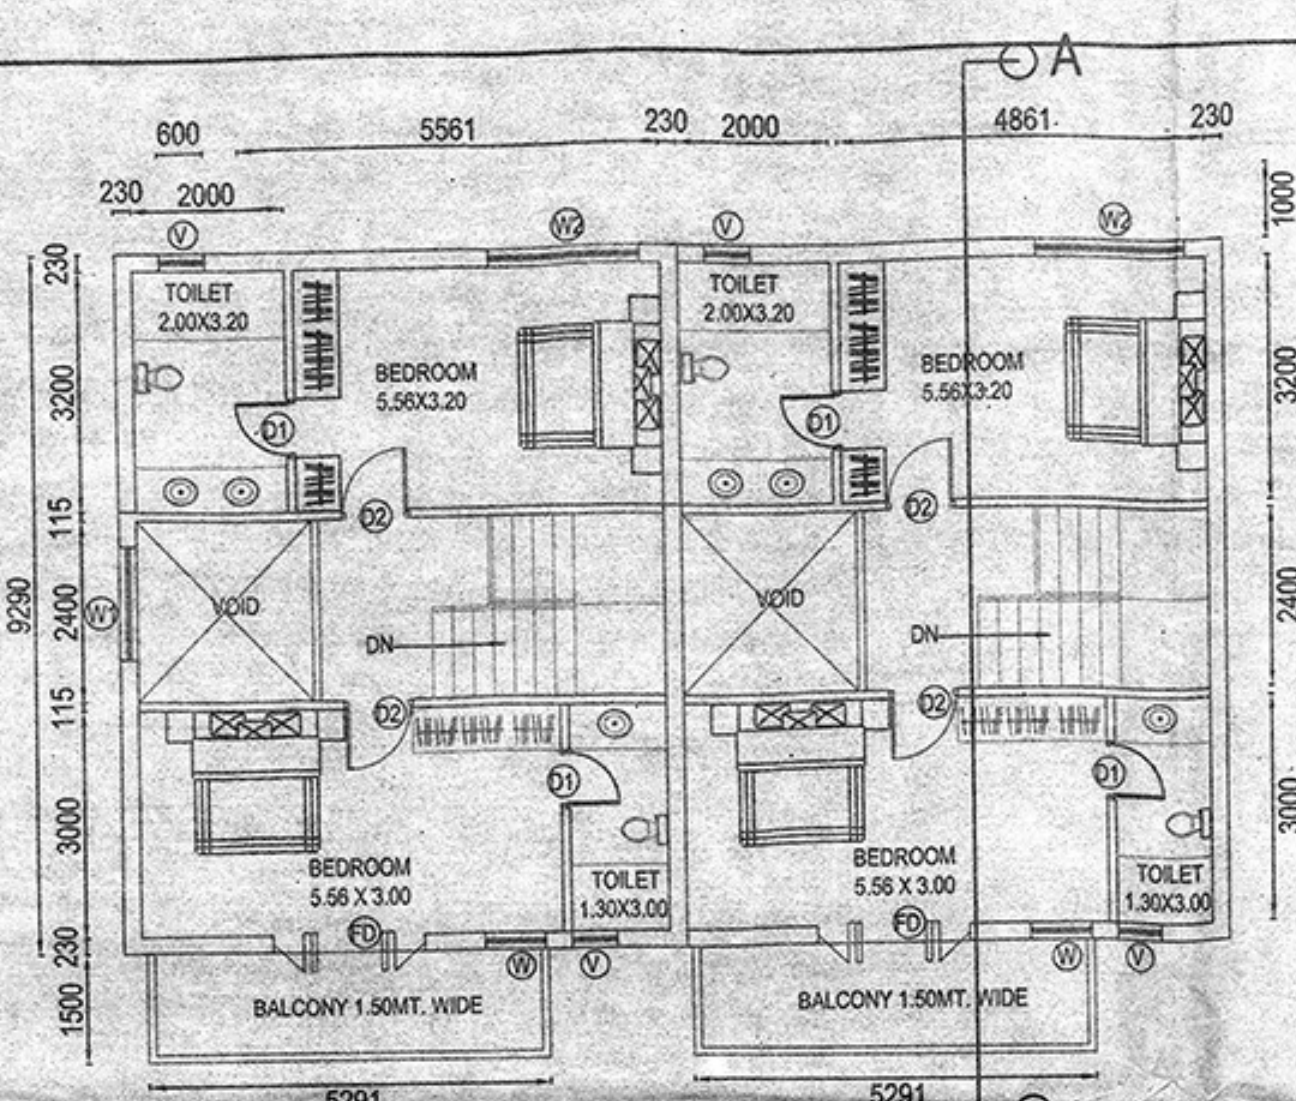 A
600
5561
230
2000
4861
230
230
2000
1000
V
W2
V
W2
230
TOILET
2.00X3.20
TOILET
2.00X3.20
3200
BEDROOM
5.56X3.20
BEDROOM
5.56X3.20
3200
D1
D1
115
D2
D2
9290
2400
W1
VOID
VOID
2400
DN
DN
115
D2
D2
D1
D1
3000
3000
BEDROOM
5.56 X 3.00
TOILET
1.30X3.00
BEDROOM
5.56 X 3.00
TOILET
1.30X3.00
FD
FD
230
W
V
W
V
1500
BALCONY 1.50MT. WIDE
BALCONY 1.50MT. WIDE
5291
5291